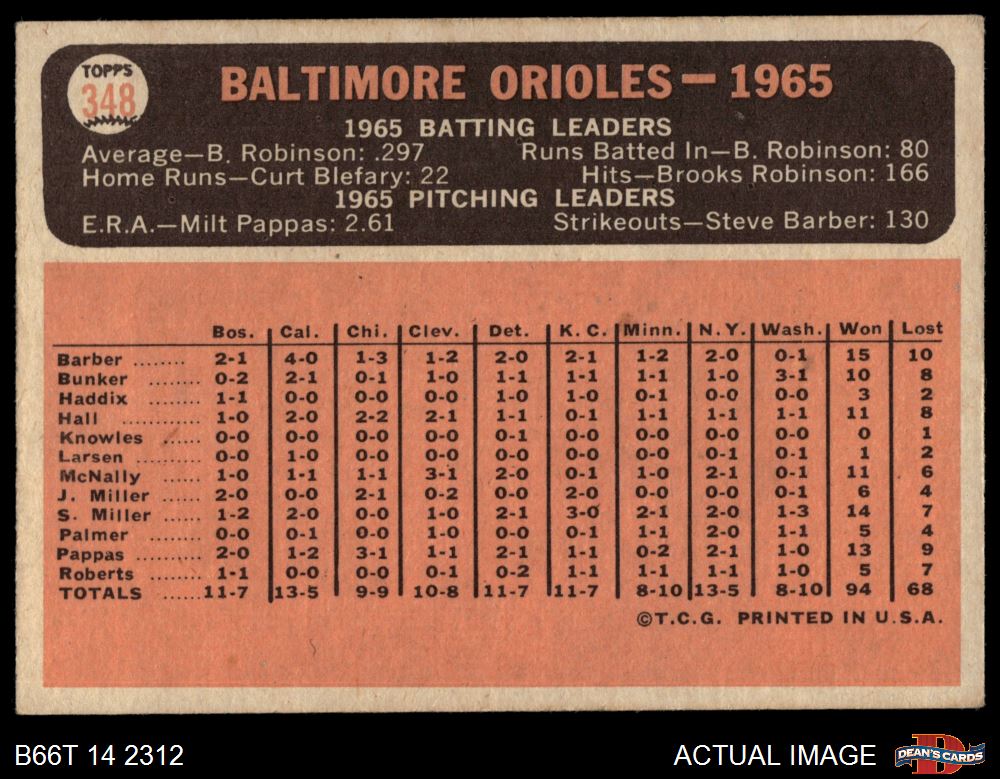 TOPPS
348
BALTIMORE ORIOLES — 1965
1965 BATTING LEADERS
Average—B. Robinson: .297 Runs Batted In—B. Robinson: 80
Home Runs—Curt Blefary: 22 Hits—Brooks Robinson: 166
1965 PITCHING LEADERS
E.R.A.—Milt Pappas: 2.61 Strikeouts—Steve Barber: 130
Bos. Cal. Chi. Clev. Det. K. C. Minn. N. Y. Wash. Won Lost
Barber ........ 2-1 4-0 1-3 1-2 2-0 2-1 1-2 2-0 0-1 15 10
Bunker ........ 0-2 2-1 0-1 1-0 1-1 1-1 1-1 1-0 3-1 10 8
Haddix ........ 1-1 0-0 0-0 0-0 1-0 1-0 0-1 0-0 0-0 3 2
Hall ............ 1-0 2-0 2-2 2-1 1-1 0-1 1-1 1-1 1-1 11 8
Knowles ...... 0-0 0-0 0-0 0-0 0-1 0-0 0-0 0-0 0-0 0 1
Larsen .......... 0-0 1-0 0-0 0-0 0-0 0-0 0-0 0-1 0-1 1 2
McNally ...... 1-0 1-1 1-1 3-1 2-0 0-1 1-0 2-1 0-1 11 6
J. Miller ...... 2-0 0-0 2-1 0-2 0-0 2-0 0-0 0-0 0-1 6 4
S. Miller ...... 1-2 2-0 0-0 1-0 2-1 3-0 2-1 2-0 1-3 14 7
Palmer ........ 0-0 0-1 0-0 1-0 0-0 0-1 1-1 2-0 1-1 5 4
Pappas .......... 2-0 1-2 3-1 1-1 2-1 1-1 0-2 2-1 1-0 13 9
Roberts ........ 1-1 0-0 0-0 0-1 0-2 1-1 1-1 1-1 1-0 5 7
TOTALS ...... 11-7 13-5 9-9 10-8 11-7 11-7 8-10 13-5 8-10 94 68
©T.C.G. PRINTED IN U.S.A.
B66T 14 2312 ACTUAL IMAGE DEAN'S CARDS